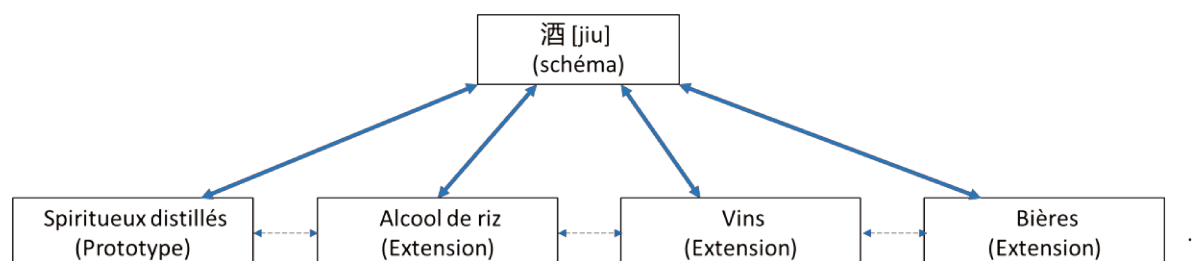 酒 [jiu]
(schéma)
Spiritueux distillés
(Prototype)
Alcool de riz
(Extension)
Vins
(Extension)
Bières
(Extension)
.